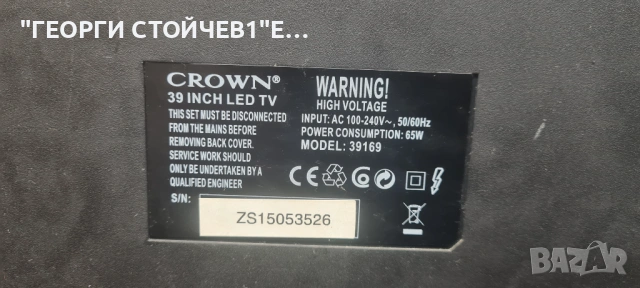 "ГЕОРГИ СТОЙЧЕВ1"Е...
CROWN®
39 INCH LED TV
THIS SET MUST BE DISCONNECTED
FROM THE MAINS BEFORE
REMOVING BACK COVER.
SERVICE WORK SHOULD
ONLY BE UNDERTAKEN BY A
QUALIFIED ENGINEER
S/N:
ZS15053526
WARNING!
HIGH VOLTAGE
INPUT: AC 100-240V~, 50/60Hz
POWER CONSUMPTION: 65W
MODEL: 39169
BAZAR
bg